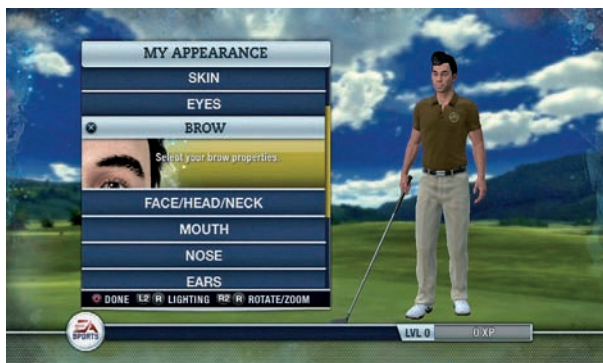 MY APPEARANCE
SKIN
EYES
BROW
Select your brow properties.
FACE/HEAD/NECK
MOUTH
NOSE
EARS
DONE L2 R LIGHTING R2 R ROTATE/ZOOM
EA
SPORTS
LVL 0 0 XP